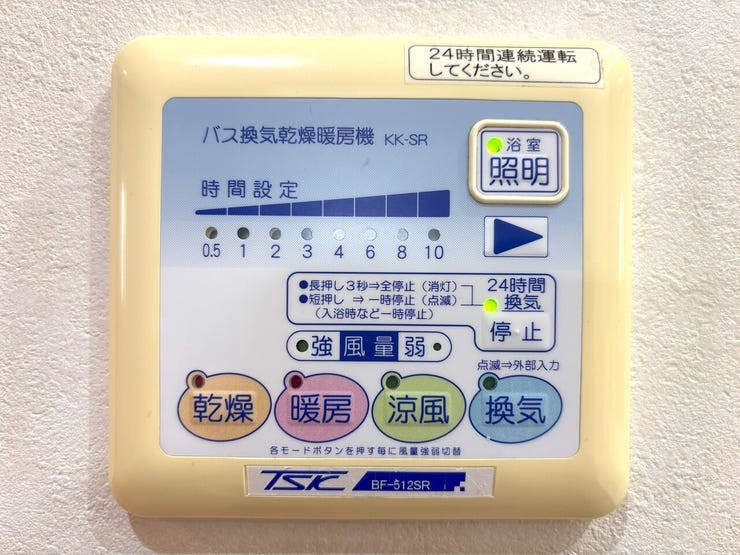 24時間連続運転
してください。
バス換気乾燥暖房機 KK-SR
浴室
照明
時間設定
0.5 1 2 3 4 6 8 10
●長押し3秒⇒全停止（消灯）
●短押し ⇒ 一時停止（点滅）
（入浴時など一時停止）
24時間
換気
停止
強 風量 弱
点滅⇒外部入力
乾燥 暖房 涼風 換気
各モードボタンを押す毎に風量強弱切替
TSK BF-512SR